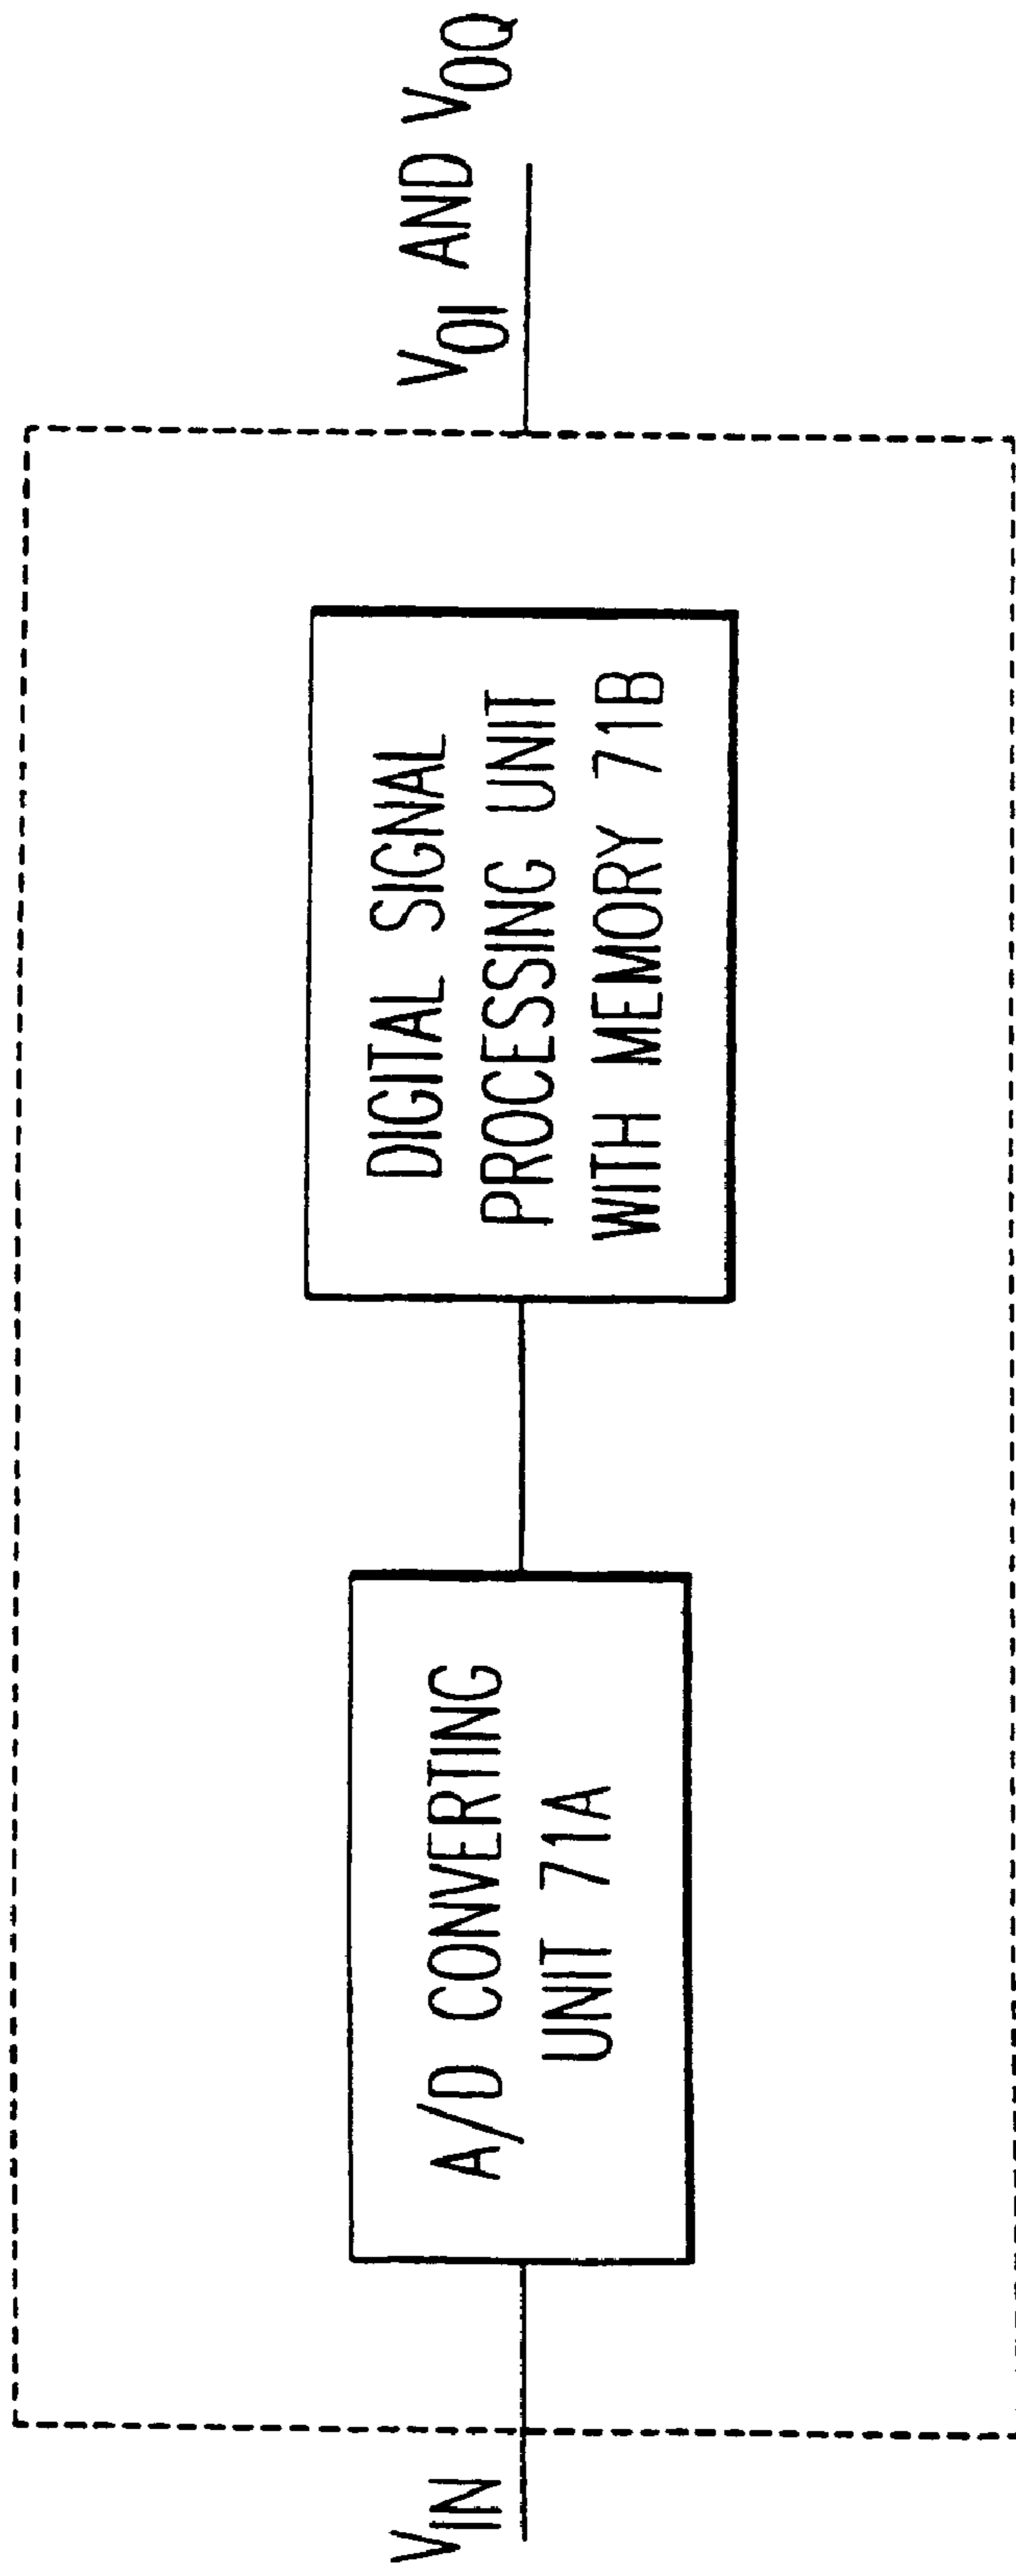 V_IN
A/D CONVERTING
UNIT 71A
DIGITAL SIGNAL
PROCESSING UNIT
WITH MEMORY 71B
V_OI AND V_OQ